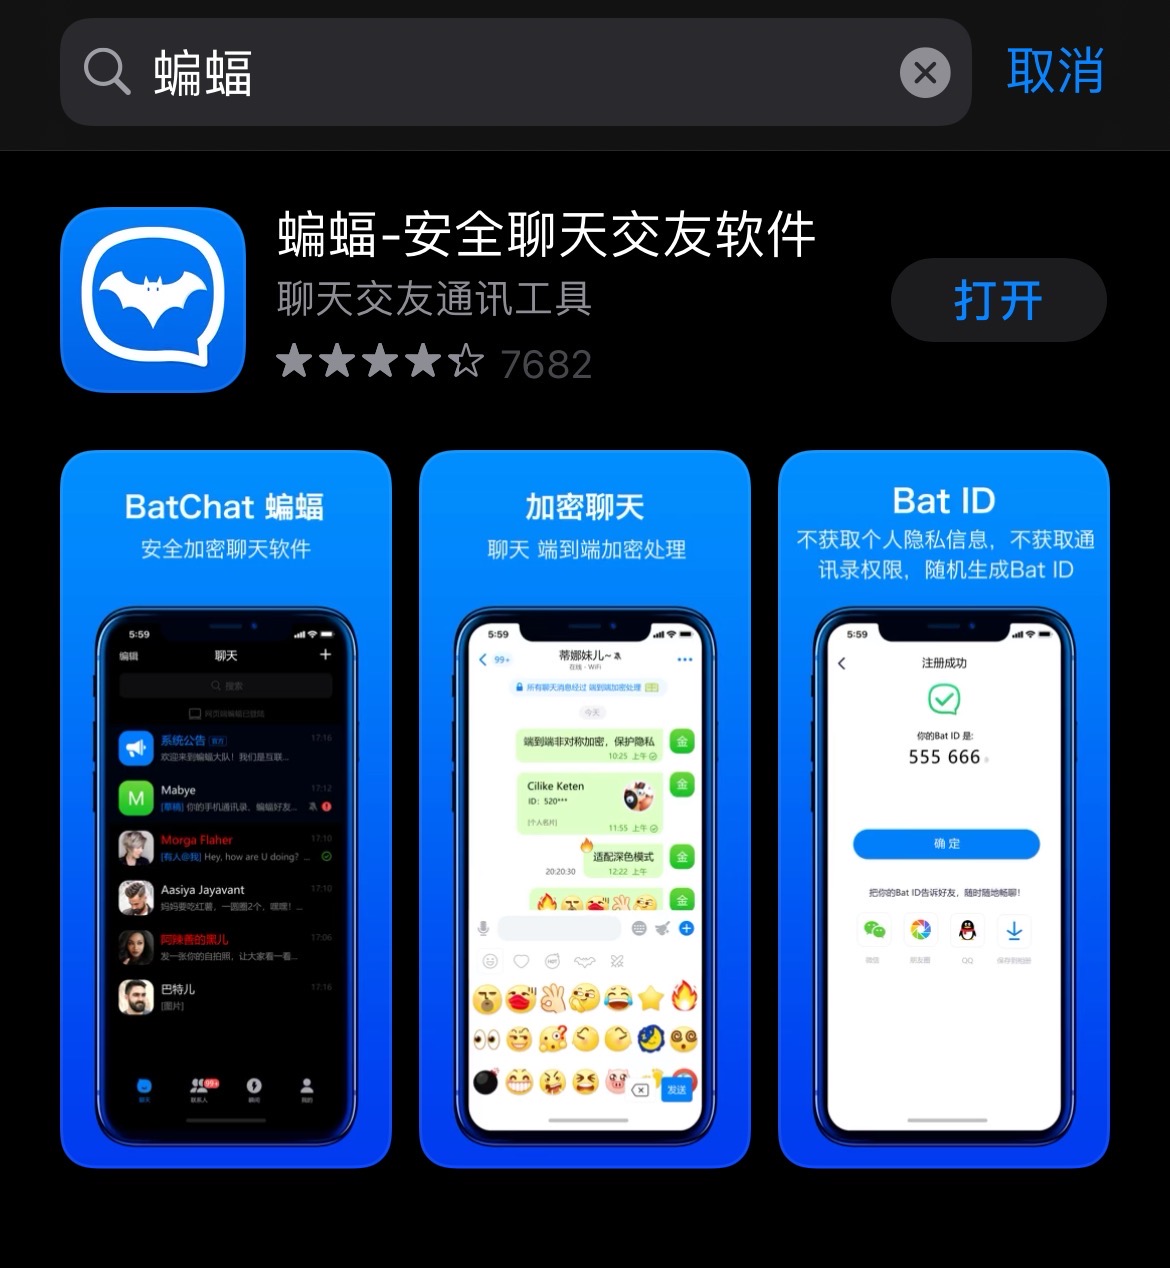 蝙蝠
取消
蝙蝠-安全聊天交友软件
聊天交友通讯工具
7682
打开
BatChat 蝙蝠
安全加密聊天软件
5:59
编辑
聊天
搜索
系统公告 官方
17:16
欢迎来到蝙蝠大队！我们是互联...
M
Mabye
17:12
[草稿] 你的手机通讯录，蝙蝠好友...
Morga Flaher
17:10
[有人@我] Hey, how are U doing? ...
Aasiya Jayavant
17:10
妈妈要吃红薯，一圆圈2个，嘿嘿！...
阿辣善的黑儿
17:06
发一张你的自拍照，让大家看一看...
巴特儿
17:16
[图片]
99+
聊天
联系人
我的
加密聊天
聊天 端到端加密处理
5:59
99+
蒂娜妹儿~
在线 - WiFi
所有聊天消息经过 端到端加密处理
今天
端到端非对称加密，保护隐私
10:25 上午
金
Cilike Keten
ID：520***
[个人名片]
11:55 上午
金
适配深色模式
20:20:30
12:22 上午
金
金
HOT
发送
Bat ID
不获取个人隐私信息，不获取通
讯录权限，随机生成Bat ID
5:59
注册成功
你的Bat ID 是:
555 666
确 定
把你的Bat ID告诉好友，随时随地畅聊！
微信
朋友圈
QQ
保存到相册